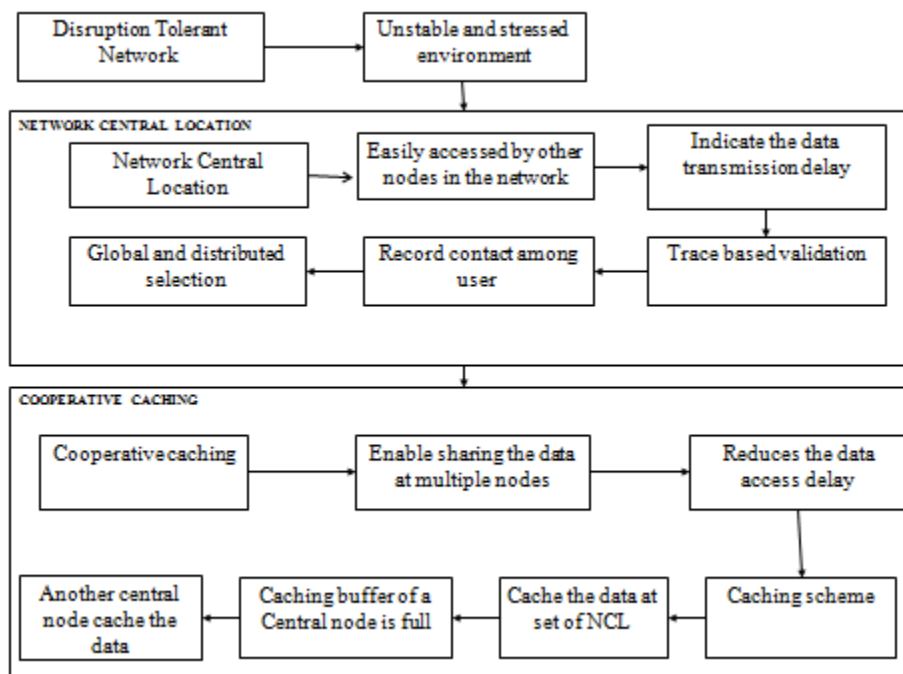 Disruption Tolerant
Network
Unstable and stressed
environment
NETWORK CENTRAL LOCATION
Network Central
Location
Easily accessed by other
nodes in the network
Indicate the data
transmission delay
Global and distributed
selection
Record contact among
user
Trace based validation
COOPERATIVE CACHING
Cooperative caching
Enable sharing the data
at multiple nodes
Reduces the data
access delay
Another central
node cache the
data
Caching buffer of a
Central node is full
Cache the data at
set of NCL
Caching scheme